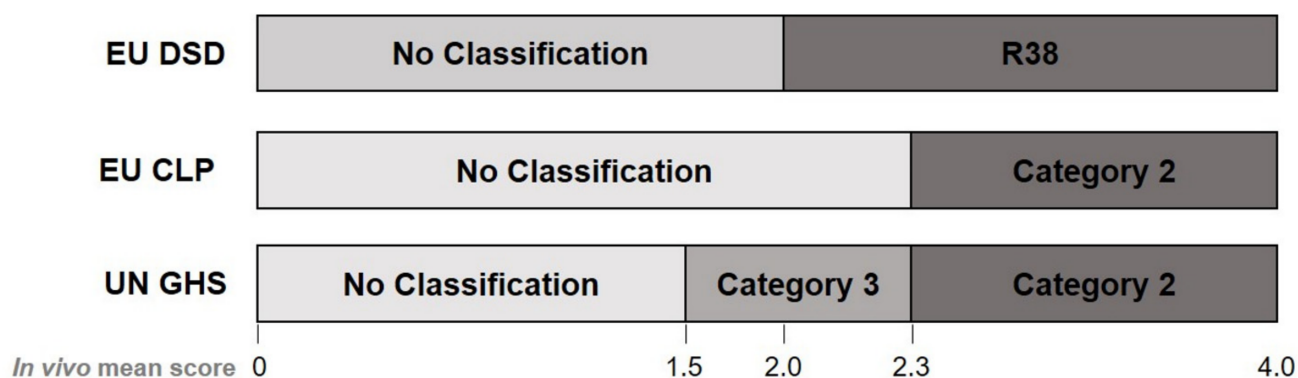 EU DSD No Classification R38
EU CLP No Classification Category 2
UN GHS No Classification Category 3 Category 2
In vivo mean score 0 1.5 2.0 2.3 4.0